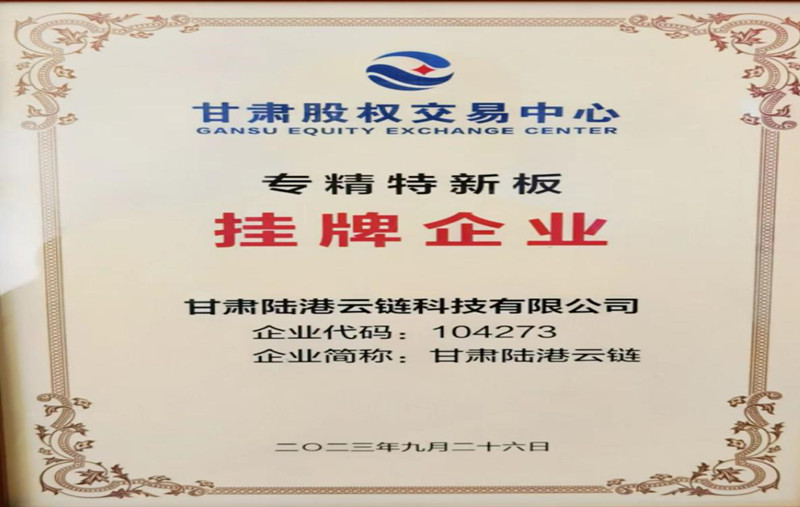 甘肃股权交易中心
GANSU EQUITY EXCHANGE CENTER
专精特新板
挂牌企业
甘肃陆港云链科技有限公司
企业代码：104273
企业简称：甘肃陆港云链
二〇二三年九月二十六日